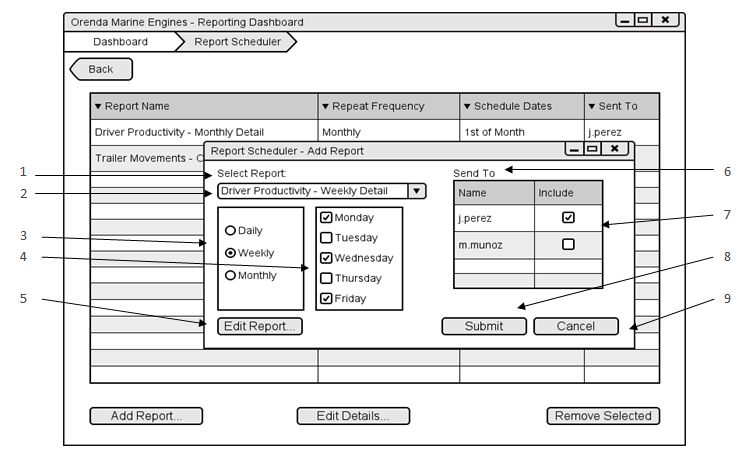 Orenda Marine Engines - Reporting Dashboard
Dashboard
Report Scheduler
Back
Report Name
Repeat Frequency
Schedule Dates
Sent To
Driver Productivity - Monthly Detail
Monthly
1st of Month
j.perez
Trailer Movements - C
Report Scheduler - Add Report
1
Select Report:
Send To
6
2
Driver Productivity - Weekly Detail
Name
Include
3
Daily
Weekly
Monthly
4
Monday
Tuesday
Wednesday
Thursday
Friday
j.perez
7
m.munoz
8
5
Edit Report...
Submit
Cancel
9
Add Report...
Edit Details...
Remove Selected